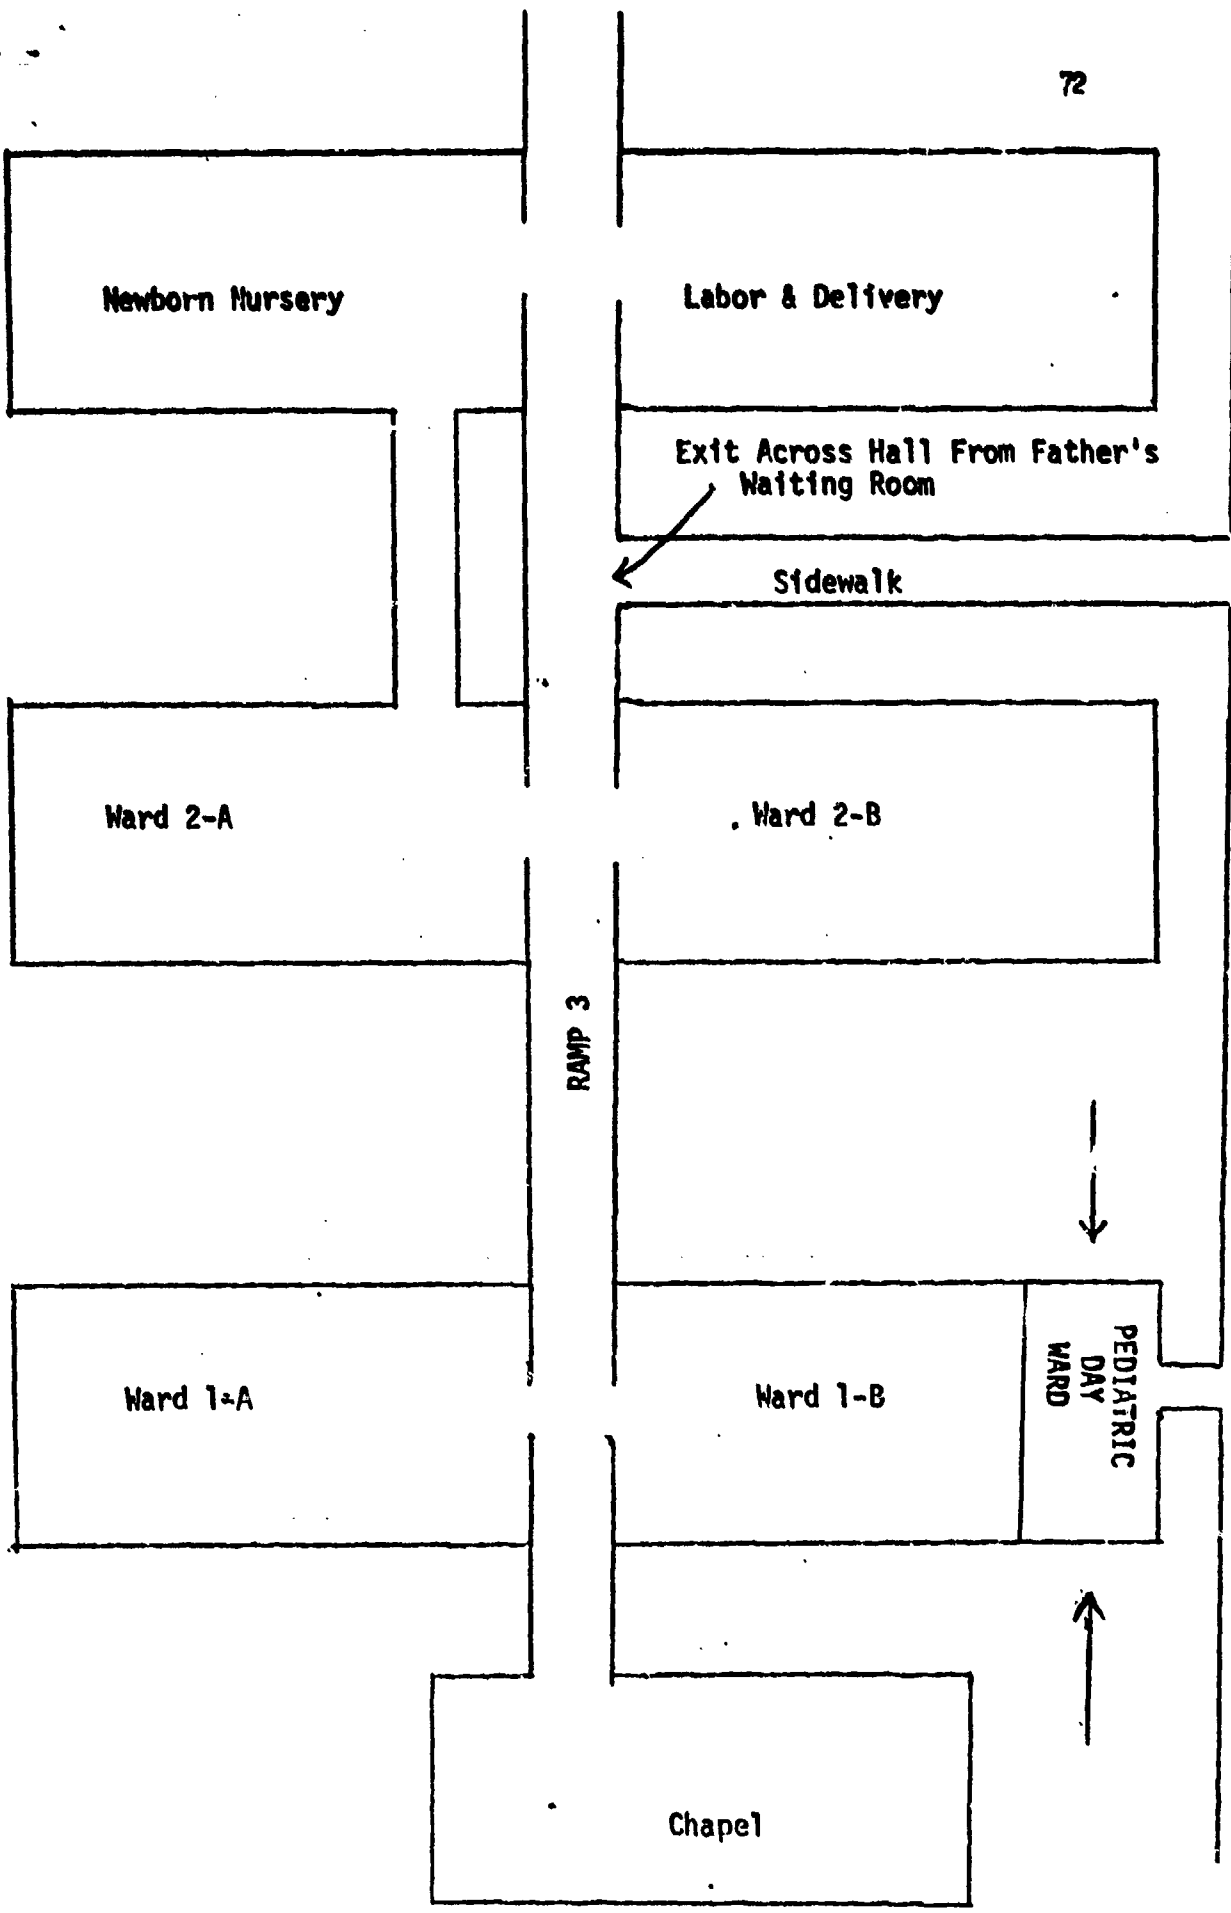 72
Newborn Nursery
Labor & Delivery
Exit Across Hall From Father's
Waiting Room
Sidewalk
Ward 2-A
Ward 2-B
RAMP 3
Ward 1-A
Ward 1-B
PEDIATRIC
DAY
WARD
Chapel